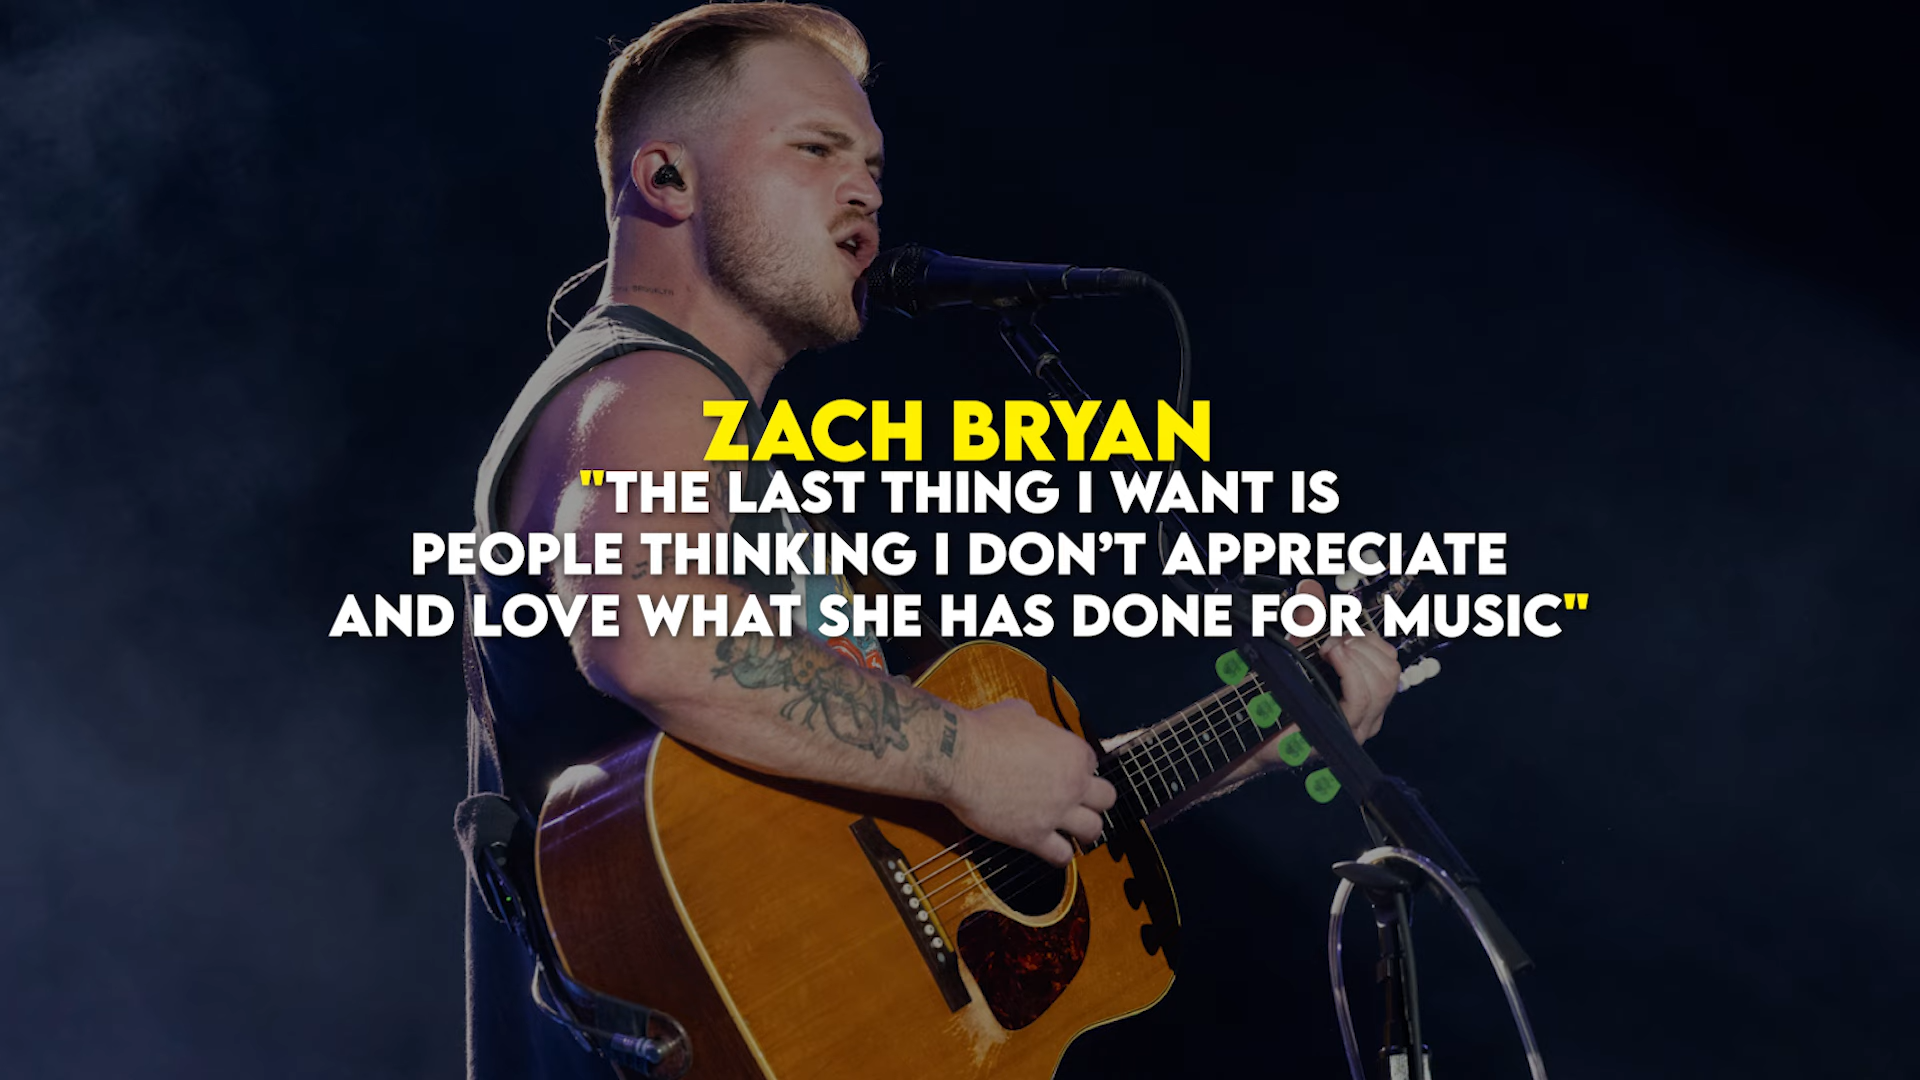 ZACH BRYAN
"THE LAST THING I WANT IS
PEOPLE THINKING I DON’T APPRECIATE
AND LOVE WHAT SHE HAS DONE FOR MUSIC"
BROOKLYN